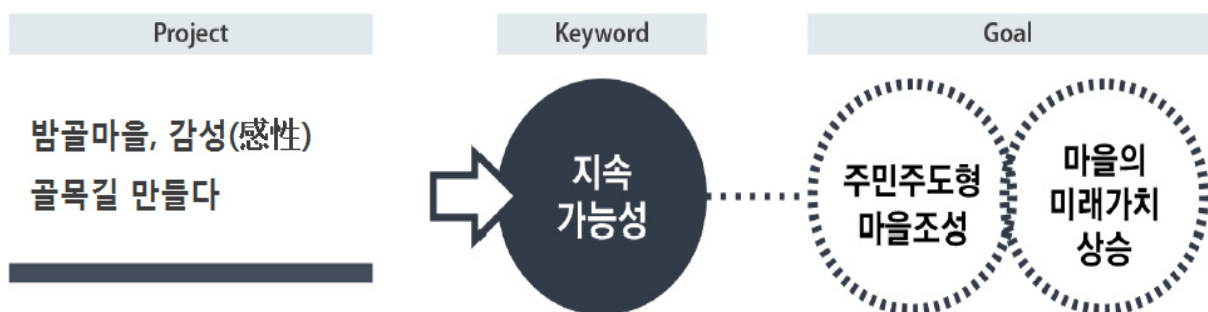 Project
밤골마을, 감성(感性)
골목길 만들다
Keyword
지속
가능성
Goal
주민주도형
마을조성
마을의
미래가치
상승